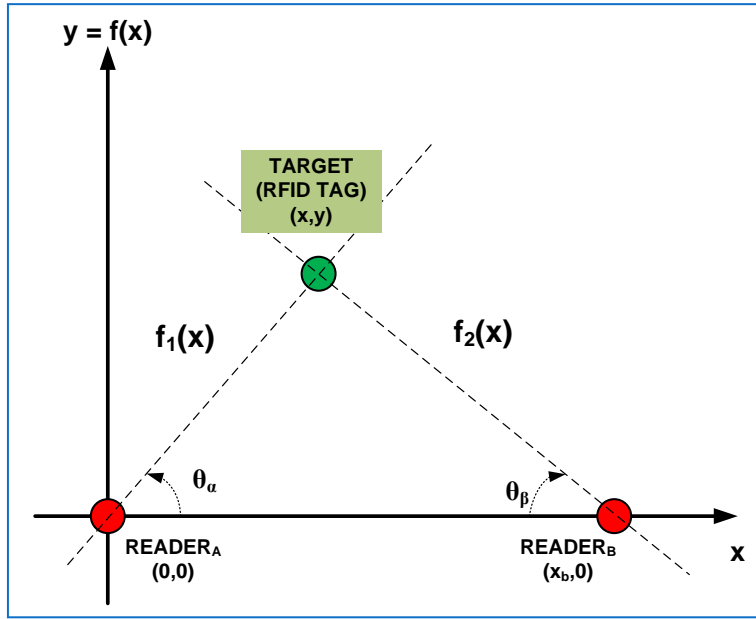 y = f(x)
TARGET
(RFID TAG)
(x,y)
f₁(x)
f₂(x)
θα
θβ
READERA
(0,0)
READERB
(xb,0)
x